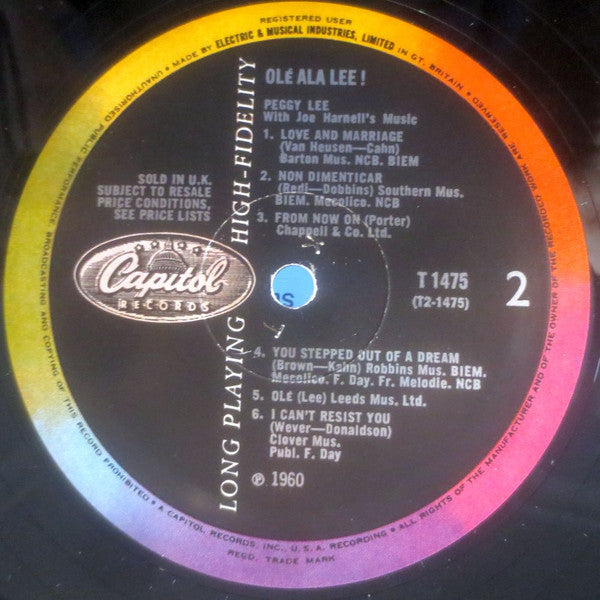 REGISTERED USER
· MADE BY ELECTRIC & MUSICAL INDUSTRIES, LIMITED IN GT. BRITAIN ·
OLÉ ALA LEE !
PEGGY LEE
With Joe Harnell's Music
1. LOVE AND MARRIAGE
(Van Heusen—Cahn)
Barton Mus. NCB. BIEM
2. NON DIMENTICAR
(Redi—Dobbins) Southern Mus.
BIEM. Mecolico. NCB
3. FROM NOW ON (Porter)
Chappell & Co. Ltd.
SOLD IN U.K.
SUBJECT TO RESALE
PRICE CONDITIONS,
SEE PRICE LISTS
LONG PLAYING HIGH-FIDELITY
Capitol
RECORDS
T 1475
(T2-1475)
2
4. YOU STEPPED OUT OF A DREAM
(Brown—Kahn) Robbins Mus. BIEM.
Mecolico. F. Day. Fr. Melodie. NCB
5. OLÉ (Lee) Leeds Mus. Ltd.
6. I CAN'T RESIST YOU
(Wever—Donaldson)
Clover Mus.
Publ. F. Day
℗ 1960
ALL RIGHTS OF THE MANUFACTURER AND OF THE OWNER OF THE RECORDED WORK ARE RESERVED
UNAUTHORISED PUBLIC PERFORMANCE BROADCASTING AND COPYING OF THIS RECORD PROHIBITED
· A CAPITOL RECORDS, INC., U.S.A. RECORDING ·
REGD. TRADE MARK